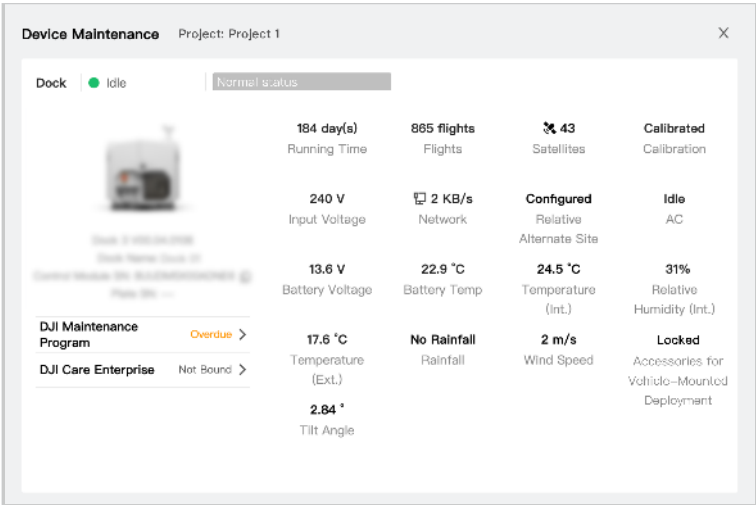 Device Maintenance Project: Project 1
Dock Idle Normal status
184 day(s) 865 flights 43 Calibrated
Running Time Flights Satellites Calibration
240 V 2 KB/s Configured Idle
Input Voltage Network Relative AC
Alternate Site
13.6 V 22.9 °C 24.5 °C 31%
Battery Voltage Battery Temp Temperature Relative
(Int.) Humidity (Int.)
DJI Maintenance
Program
Overdue
DJI Care Enterprise Not Bound
17.6 °C No Rainfall 2 m/s Locked
Temperature Rainfall Wind Speed Accessories for
(Ext.) Vehicle-Mounted
Deployment
2.84 °
Tilt Angle